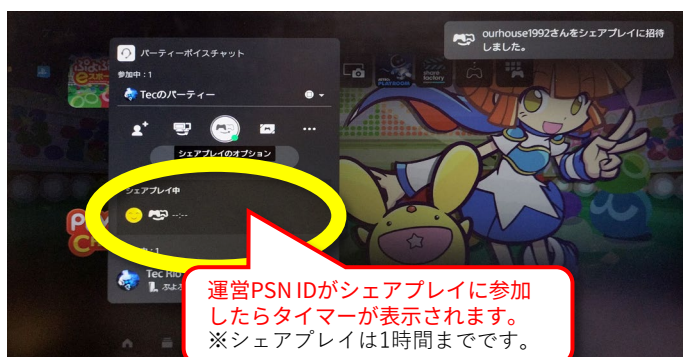 ourhouse1992さんをシェアプレイに招待
しました。
パーティーボイスチャット
参加中:1
Tecのパーティー
share
factory
シェアプレイのオプション
シェアプレイ中
--:--
運営PSN IDがシェアプレイに参加
したらタイマーが表示されます。
※シェアプレイは1時間までです。